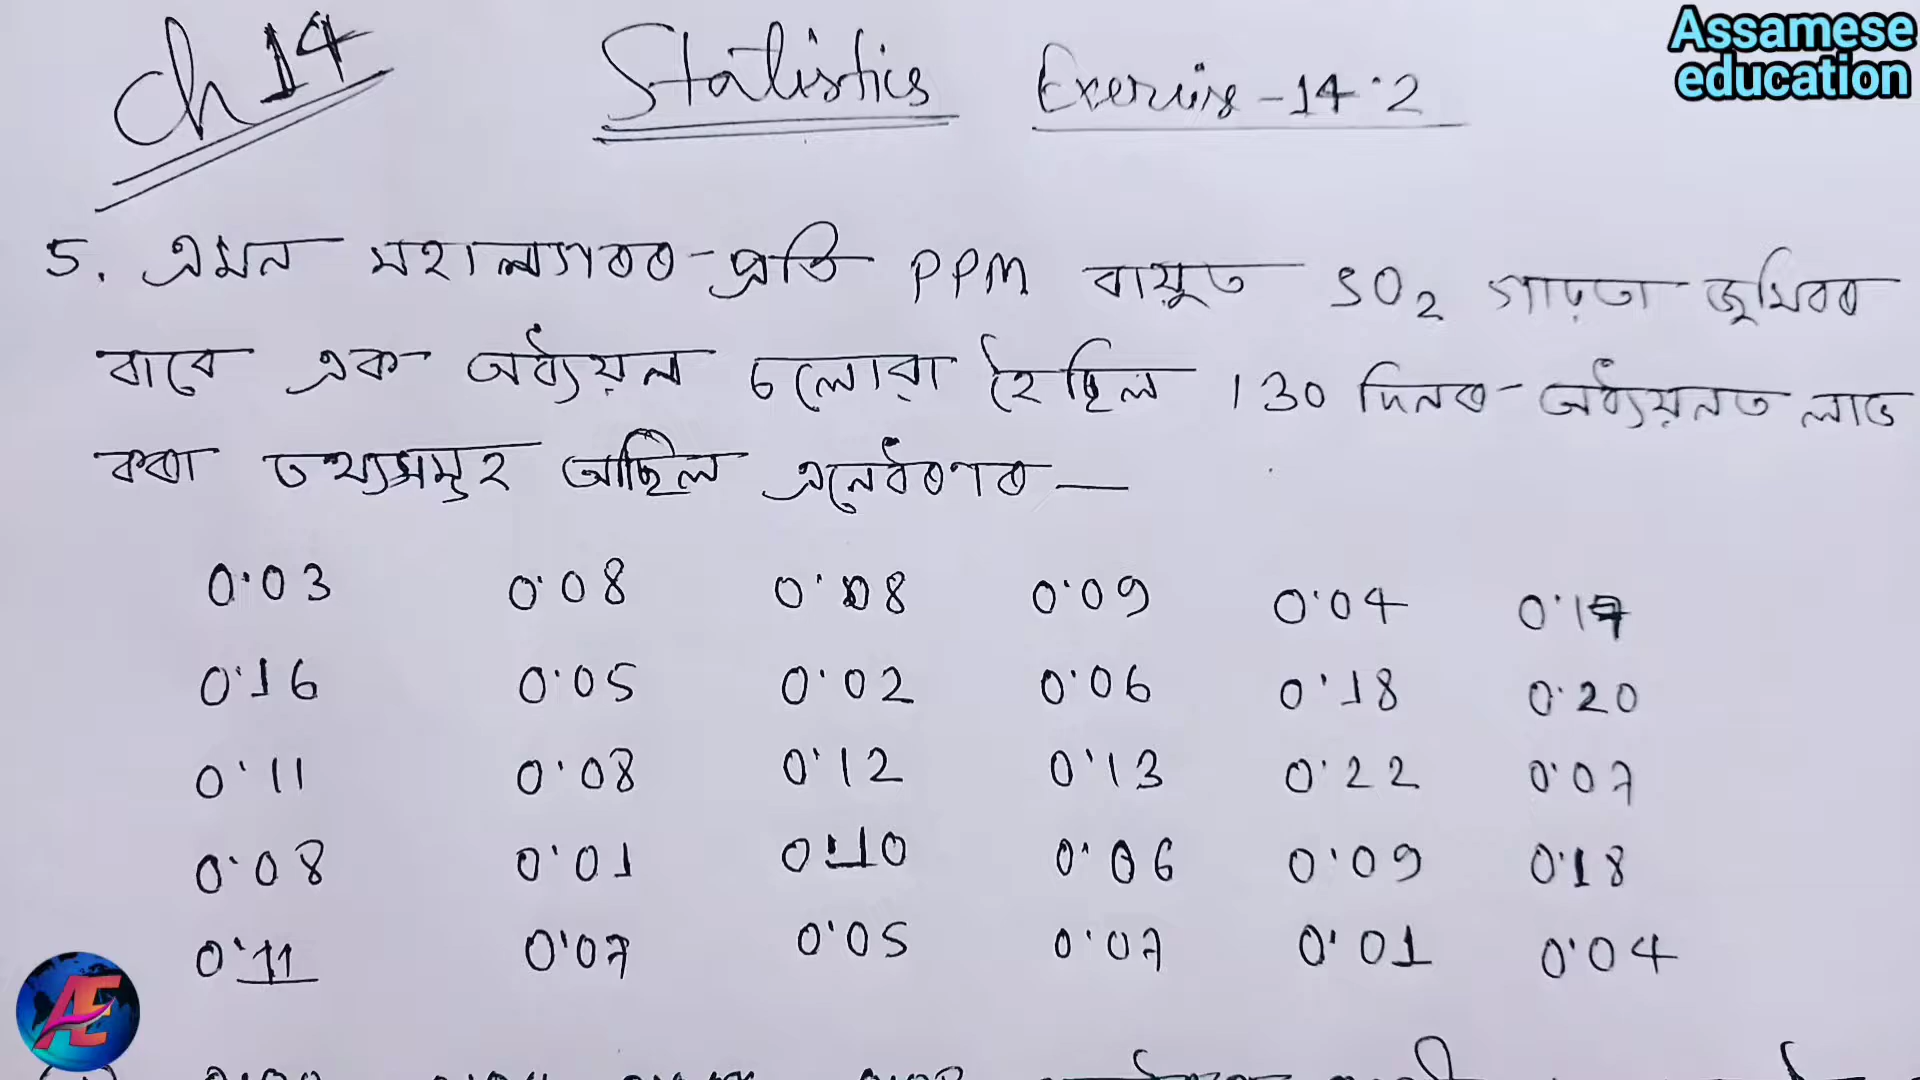 Ch 14 Statistics Exercise-14.2
Assamese education
5. এমন মহানগৰৰ প্ৰতি PPM বায়ুত SO2 গাঢ়তা জুমিবৰ
বাবে এক অধ্যয়ন চলোৱা হৈছিল 130 দিনৰ অধ্যয়নত লাভ
কৰা তথ্যসমূহ আছিল এনেধৰণৰ —
0.03 0.08 0.08 0.09 0.04 0.17
0.16 0.05 0.02 0.06 0.18 0.20
0.11 0.08 0.12 0.13 0.22 0.07
0.08 0.01 0.10 0.06 0.09 0.18
0.11 0.07 0.05 0.07 0.01 0.04
AE